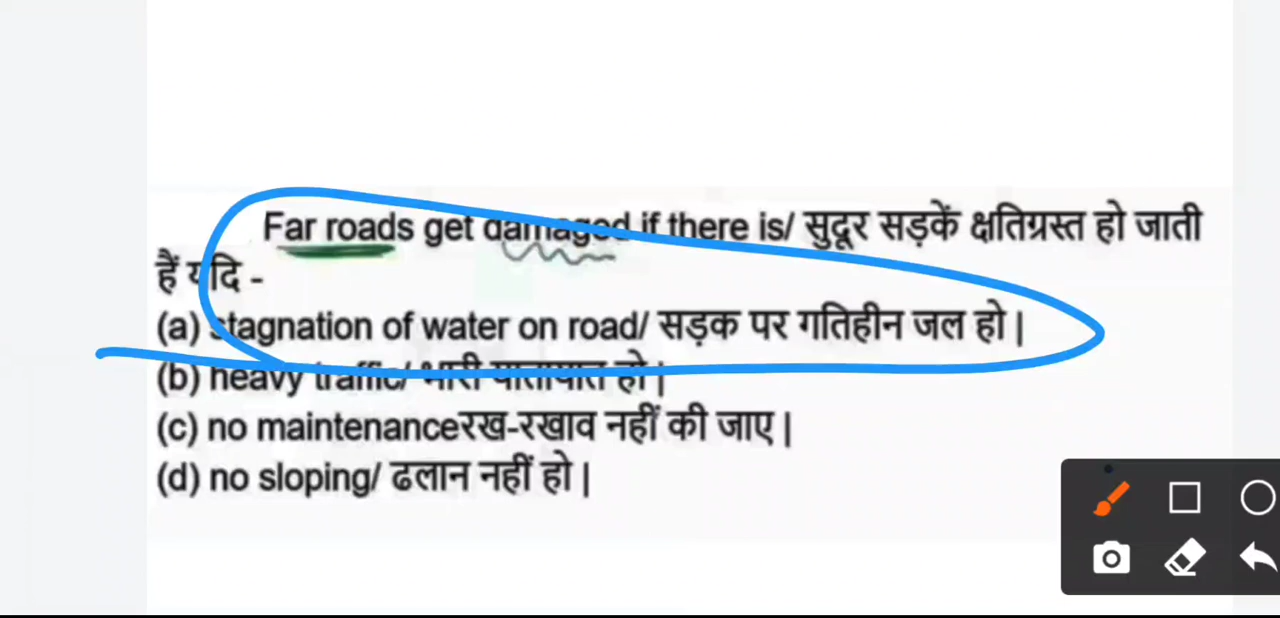 Far roads get damaged if there is/ सुदूर सड़कें क्षतिग्रस्त हो जाती
हैं यदि -
(a) stagnation of water on road/ सड़क पर गतिहीन जल हो |
(b) heavy traffic/ भारी यातायात हो |
(c) no maintenanceरख-रखाव नहीं की जाए |
(d) no sloping/ ढलान नहीं हो |